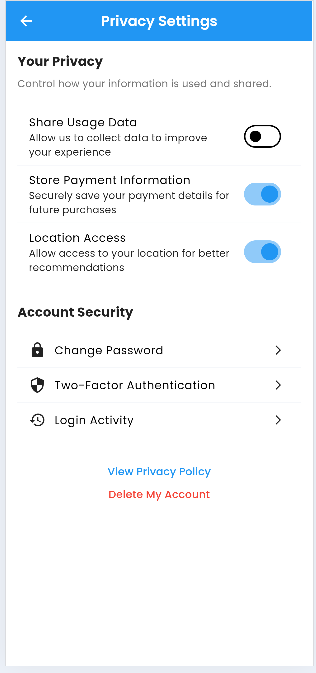 Privacy Settings
Your Privacy
Control how your information is used and shared.
Share Usage Data
Allow us to collect data to improve
your experience
Store Payment Information
Securely save your payment details for
future purchases
Location Access
Allow access to your location for better
recommendations
Account Security
Change Password
Two-Factor Authentication
Login Activity
View Privacy Policy
Delete My Account